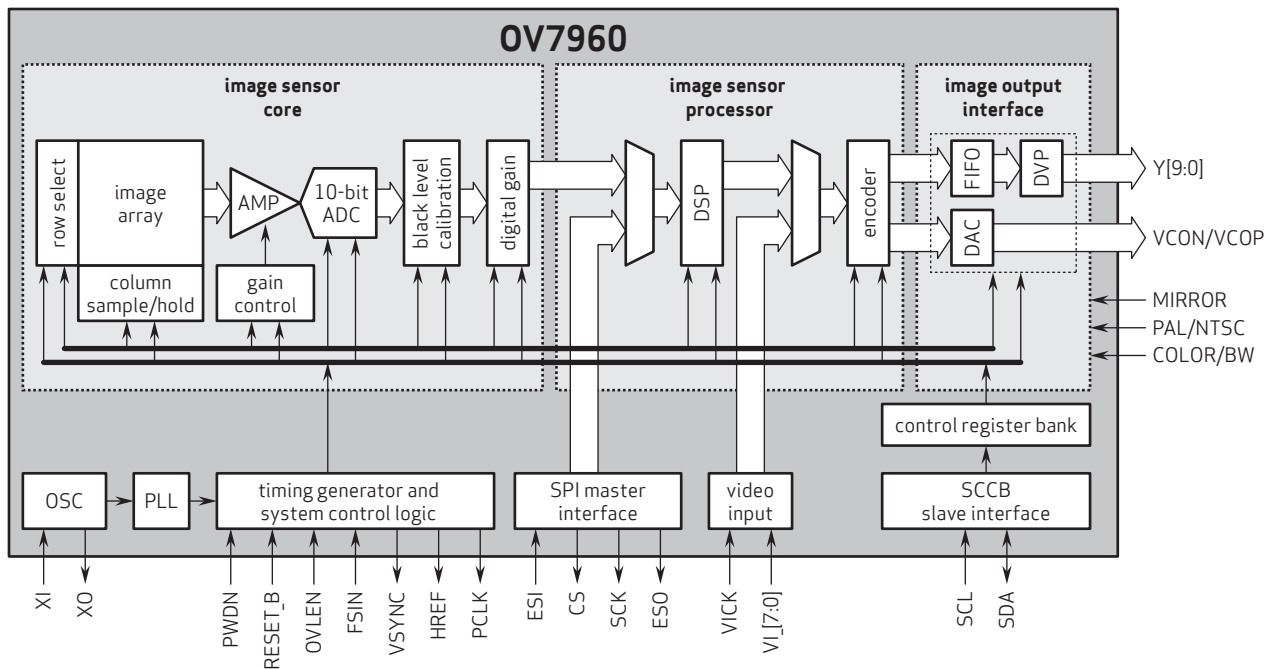 OV7960
image sensor
core
image sensor
processor
image output
interface
row select
image
array
column
sample/hold
AMP
gain
control
10-bit
ADC
black level
calibration
digital gain
DSP
encoder
FIFO
DVP
DAC
Y[9:0]
VCON/VCOP
MIRROR
PAL/NTSC
COLOR/BW
control register bank
OSC
PLL
timing generator and
system control logic
SPI master
interface
video
input
SCCB
slave interface
XI
XO
PWDN
RESET_B
OVLEN
FSIN
VSYNC
HREF
PCLK
ESI
CS
SCK
ESO
VICK
VI_[7:0]
SCL
SDA